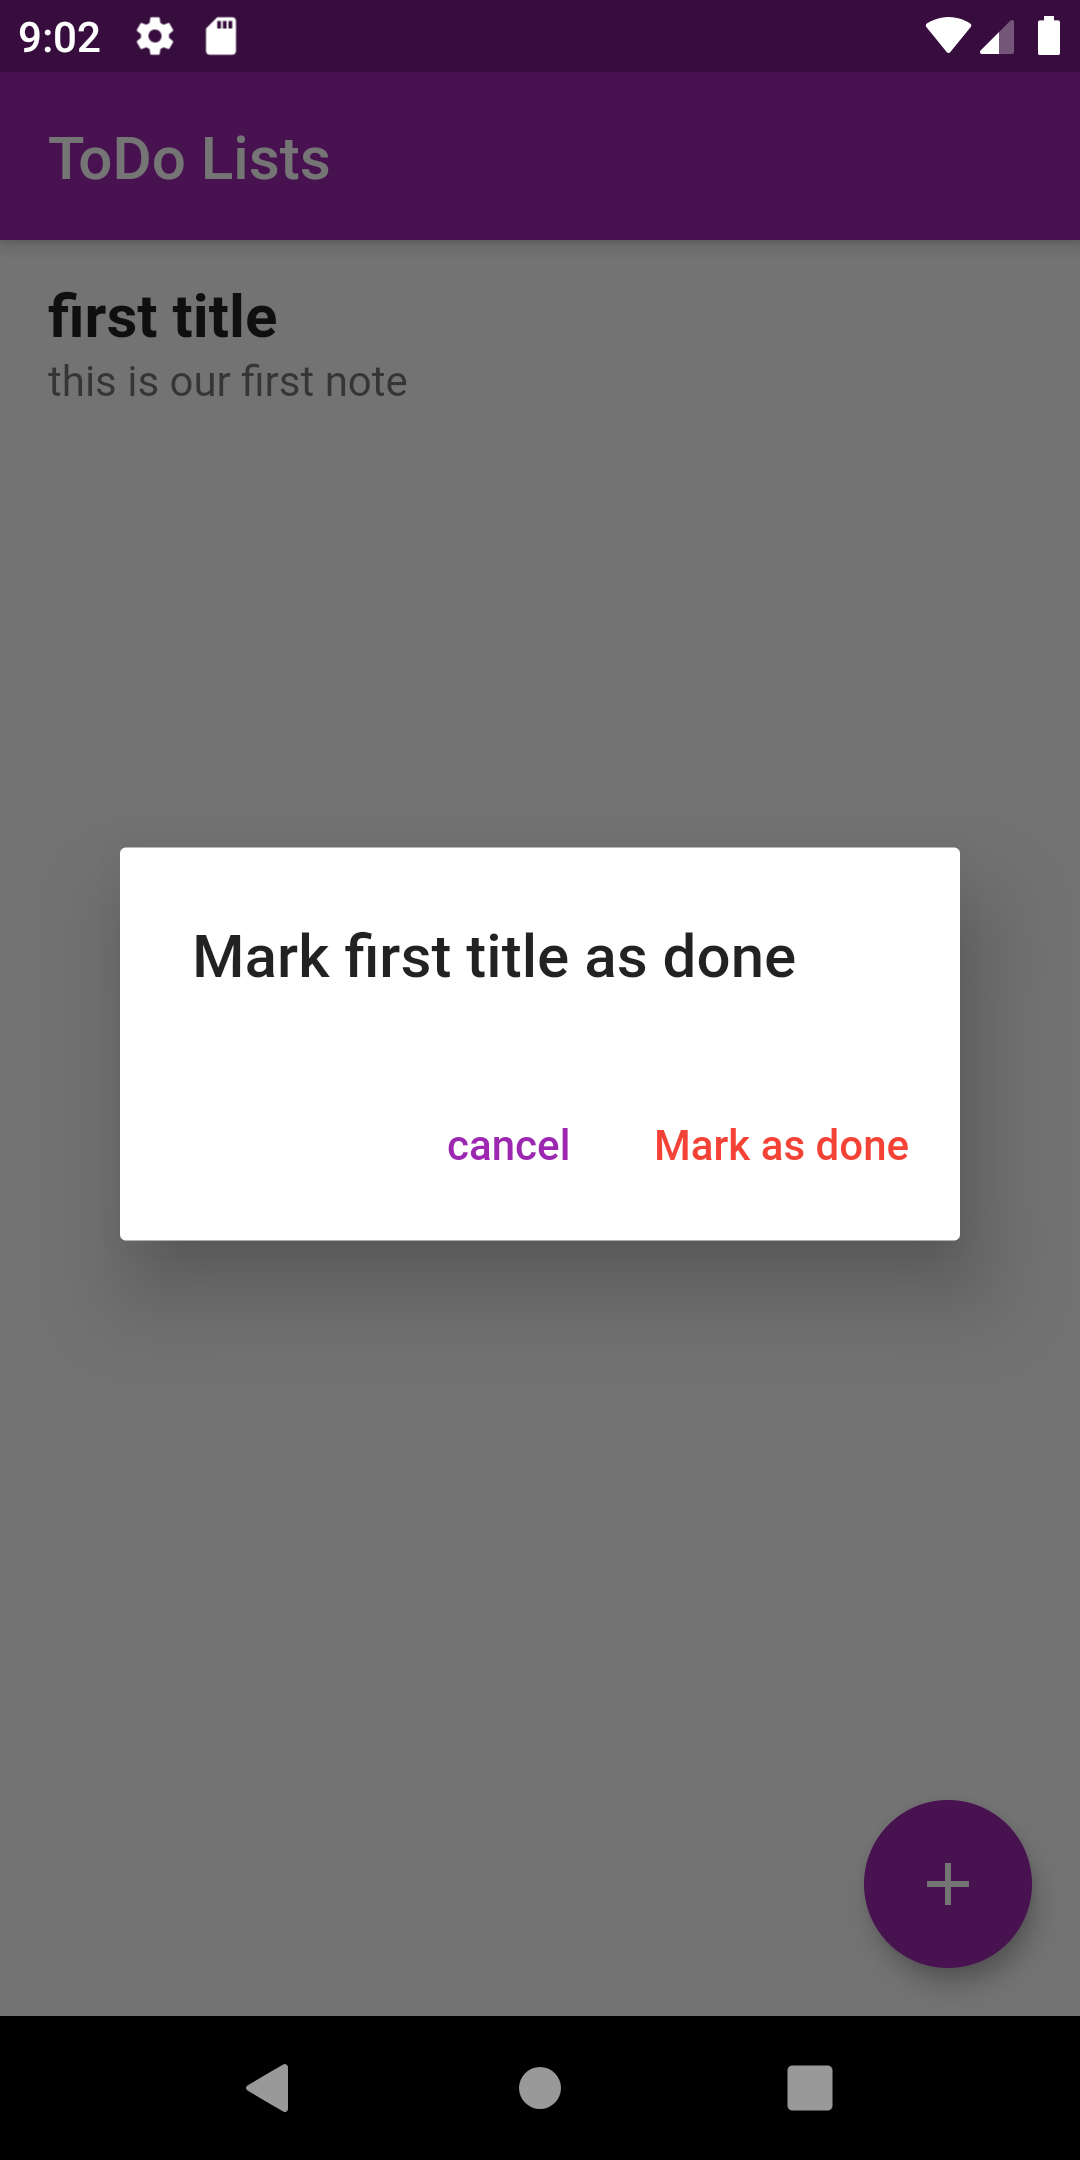 9:02
ToDo Lists
first title
this is our first note
Mark first title as done
cancel Mark as done